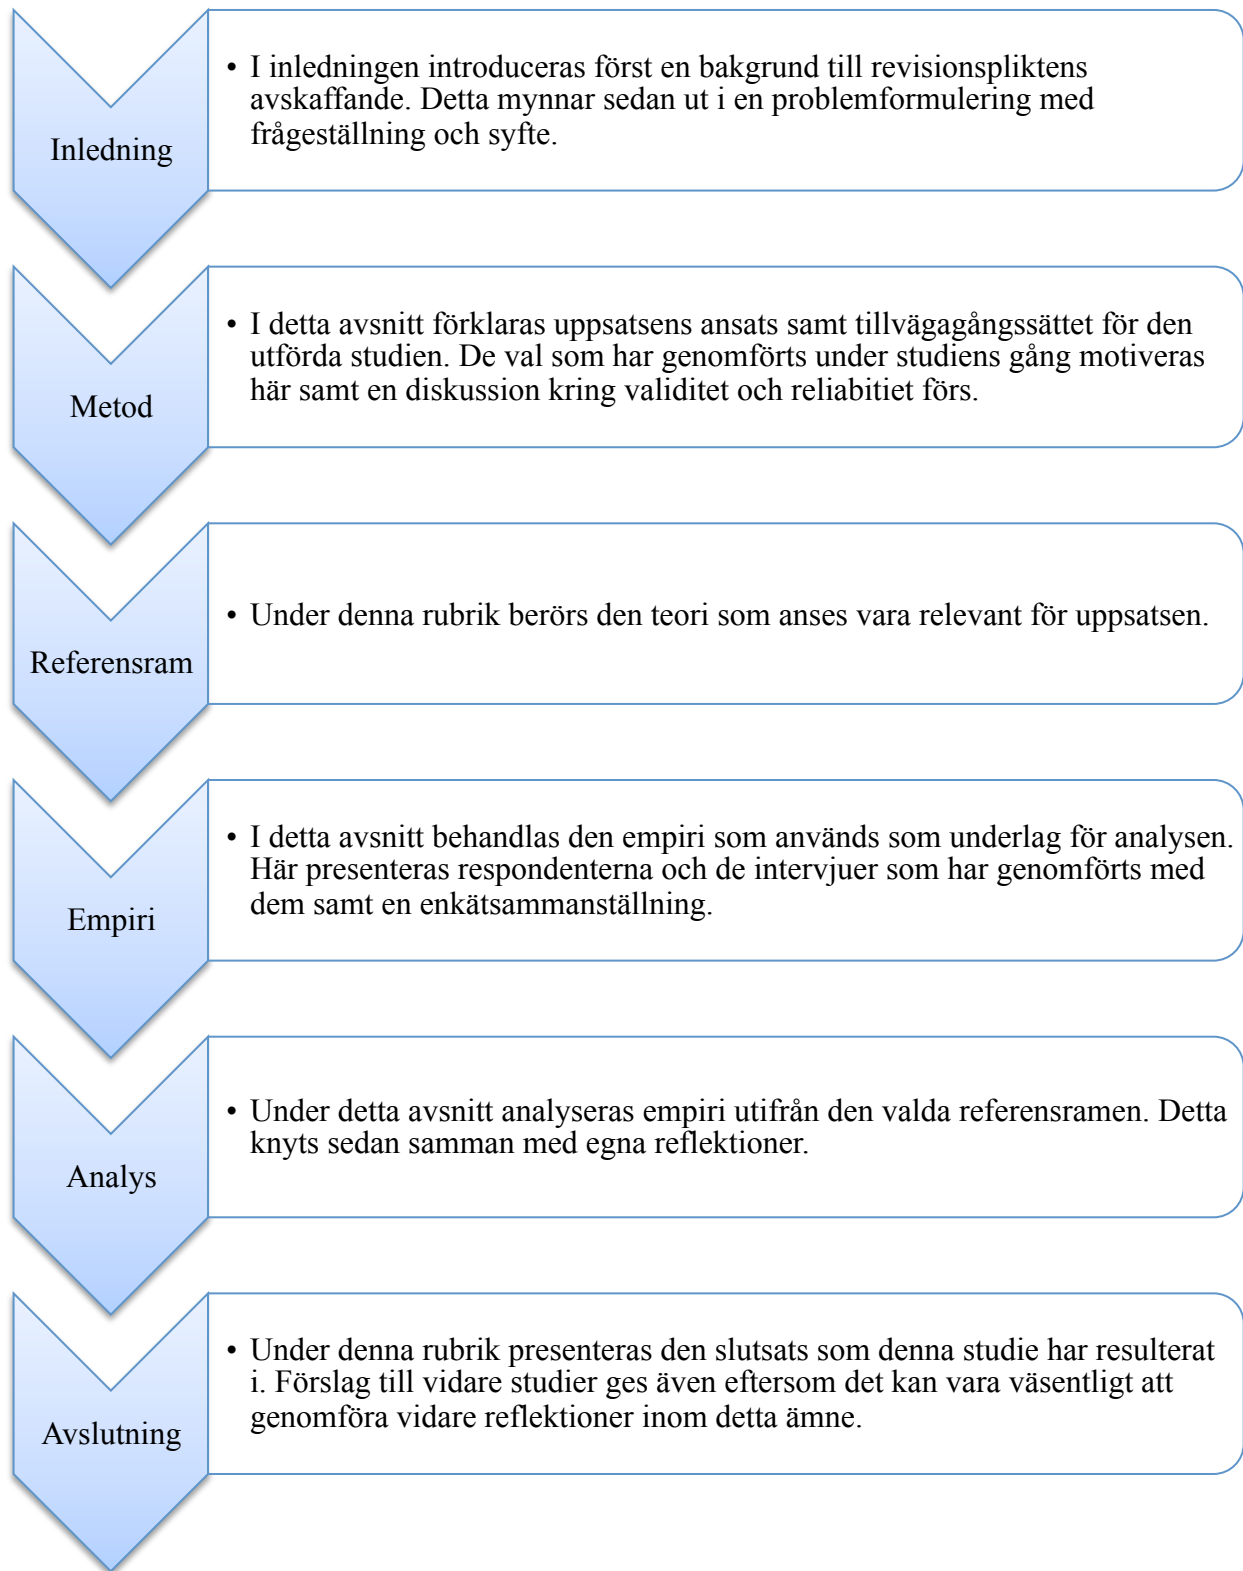 Inledning
• I inledningen introduceras först en bakgrund till revisionspliktens
avskaffande. Detta mynnar sedan ut i en problemformulering med
frågeställning och syfte.
Metod
• I detta avsnitt förklaras uppsatsens ansats samt tillvägagångssättet för den
utförda studien. De val som har genomförts under studiens gång motiveras
här samt en diskussion kring validitet och reliabitiet förs.
Referensram
• Under denna rubrik berörs den teori som anses vara relevant för uppsatsen.
Empiri
• I detta avsnitt behandlas den empiri som används som underlag för analysen.
Här presenteras respondenterna och de intervjuer som har genomförts med
dem samt en enkätsammanställning.
Analys
• Under detta avsnitt analyseras empiri utifrån den valda referensramen. Detta
knyts sedan samman med egna reflektioner.
Avslutning
• Under denna rubrik presenteras den slutsats som denna studie har resulterat
i. Förslag till vidare studier ges även eftersom det kan vara väsentligt att
genomföra vidare reflektioner inom detta ämne.